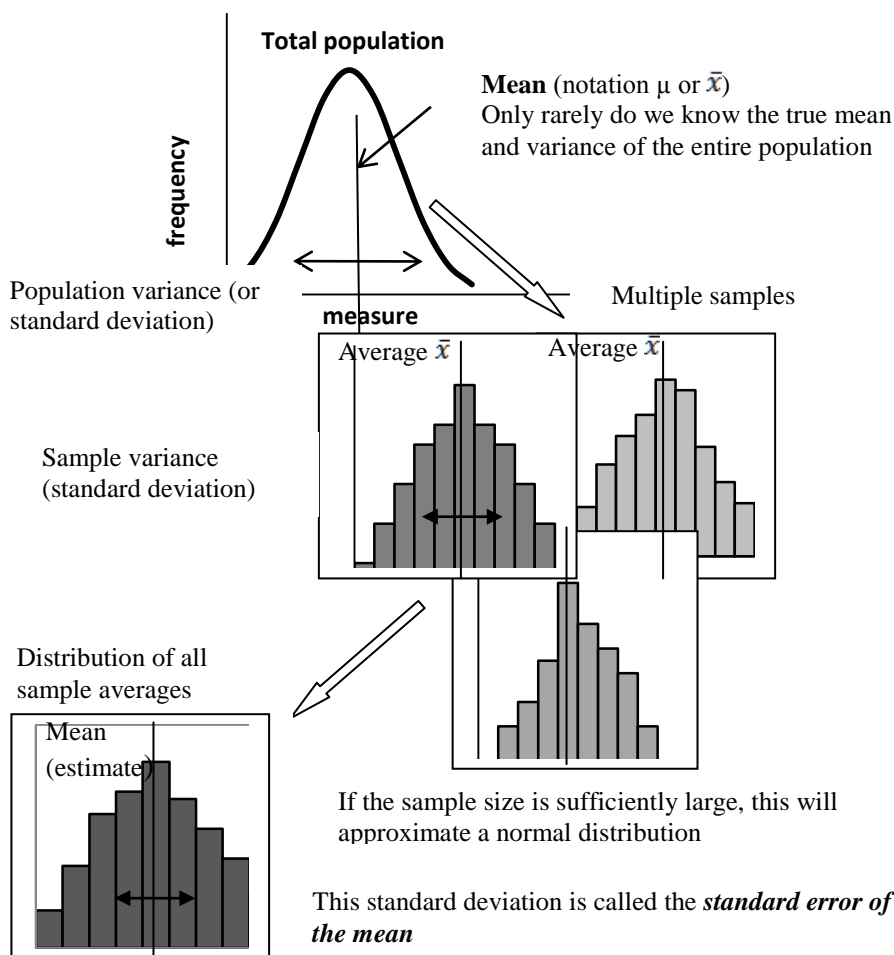 Total population
Mean (notation µ or x̄)
Only rarely do we know the true mean
and variance of the entire population
frequency
Population variance (or
standard deviation)
measure
Multiple samples
Average x̄
Average x̄
Sample variance
(standard deviation)
Distribution of all
sample averages
Mean
(estimate)
If the sample size is sufficiently large, this will
approximate a normal distribution
This standard deviation is called the standard error of
the mean